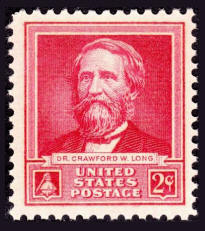 DR. CRAWFORD W. LONG
UNITED
STATES
POSTAGE
2¢